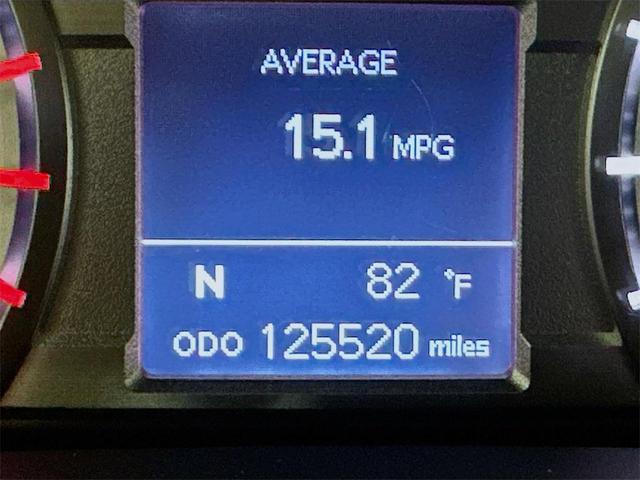 AVERAGE
15.1 MPG
N 82 °F
ODO 125520 miles